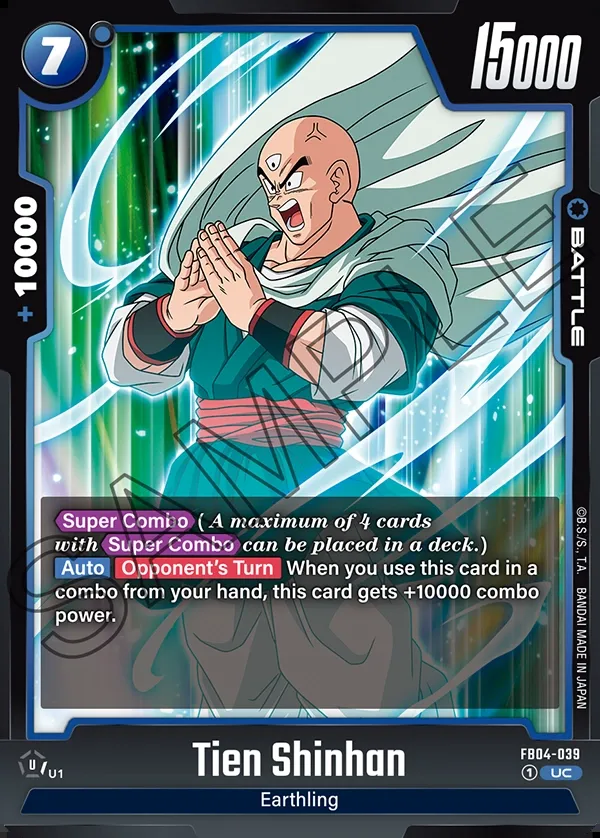 7
15000
+ 10000
BATTLE
SAMPLE
Super Combo ( A maximum of 4 cards
with Super Combo can be placed in a deck.)
Auto Opponent's Turn When you use this card in a
combo from your hand, this card gets +10000 combo
power.
©B.S./S., T.A. BANDAI MADE IN JAPAN
Tien Shinhan
FB04-039
U/U1
1 UC
Earthling